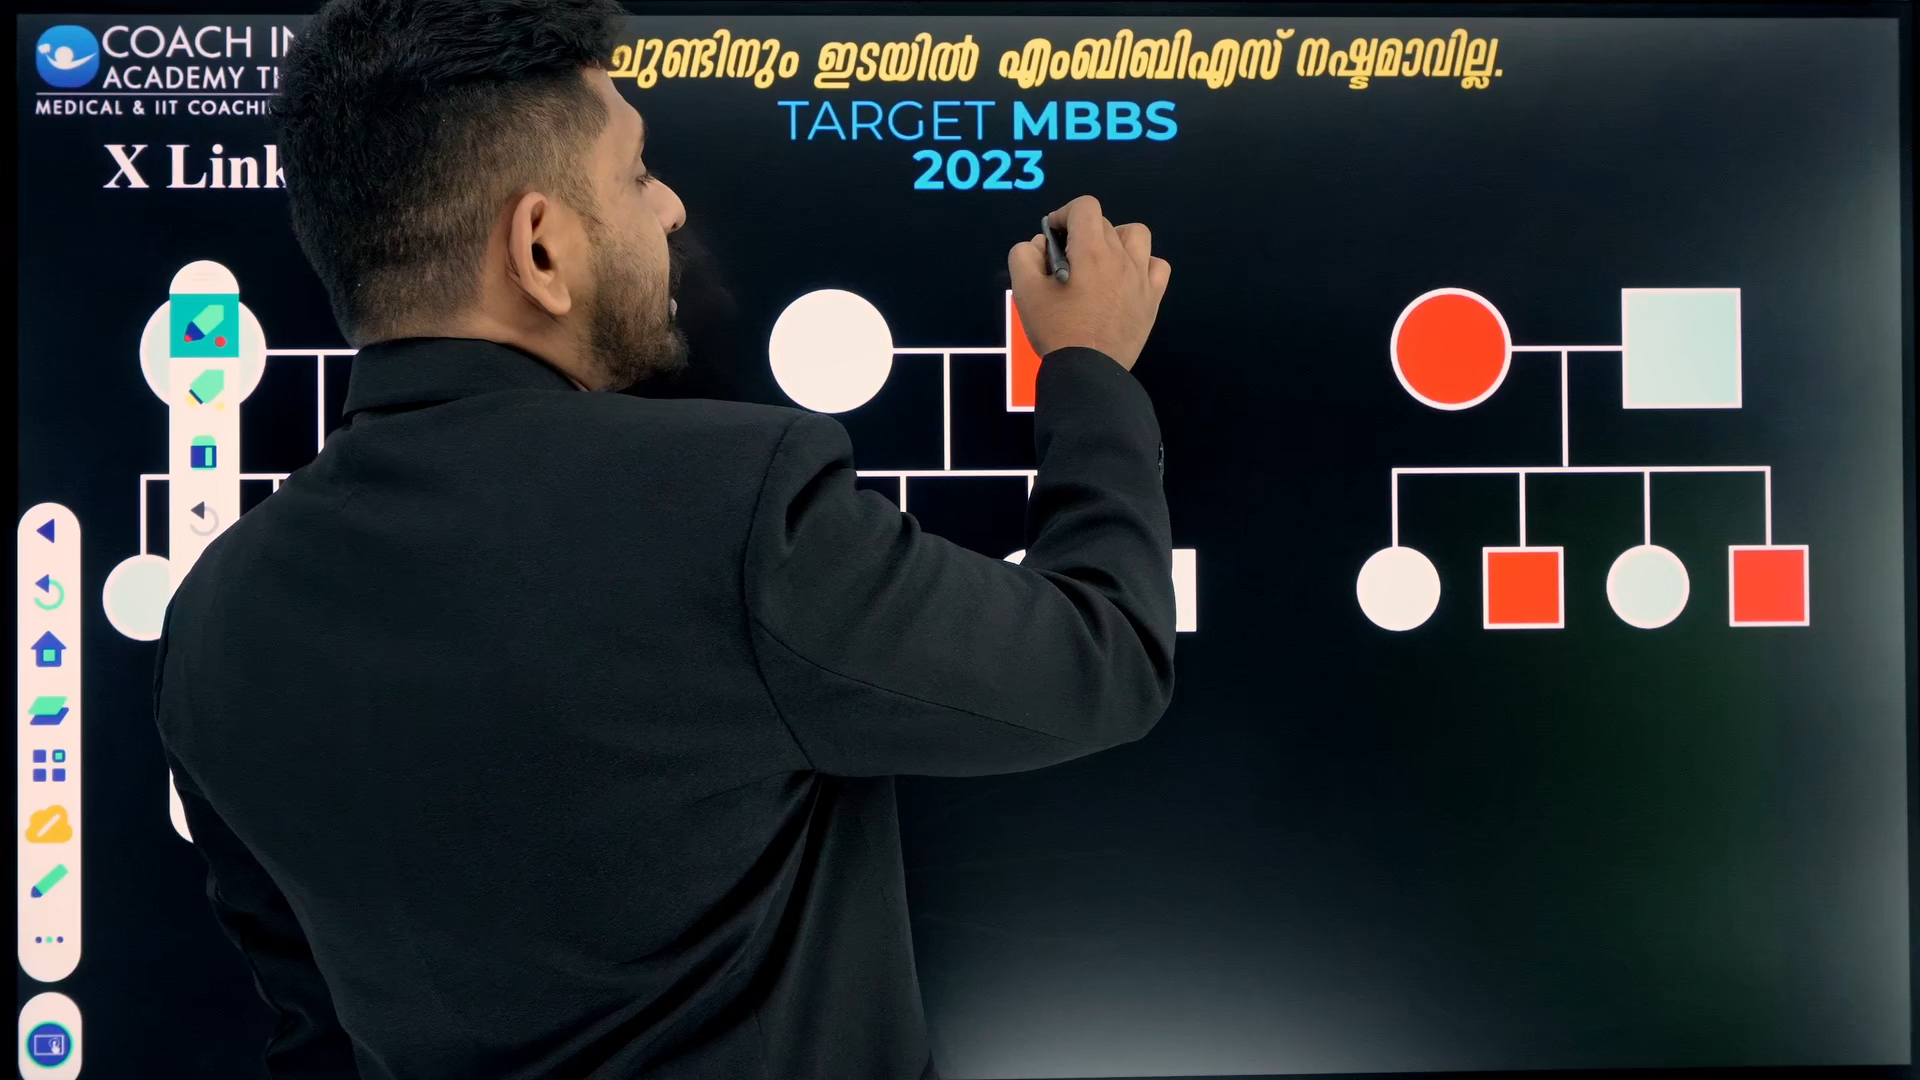 COACH IN
ACADEMY TH
MEDICAL & IIT COACHI
ചുണ്ടിനും ഇടയിൽ എംബിബിഎസ് നഷ്ടമാവില്ല.
TARGET MBBS
2023
X Link